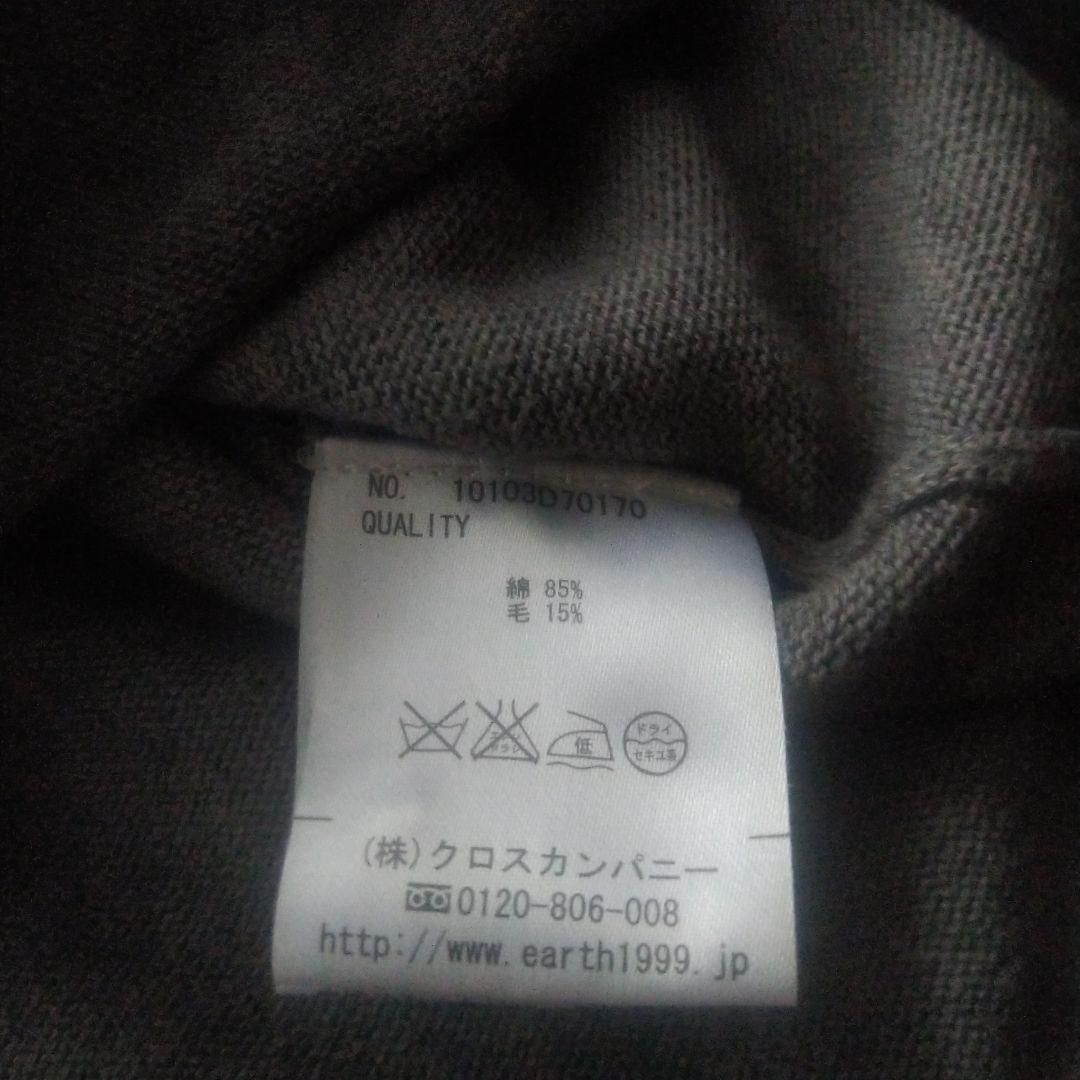 NO. 10103D70170
QUALITY
綿 85%
毛 15%
低
ドライ
セキユ系
(株)クロスカンパニー
0120-806-008
http://www.earth1999.jp